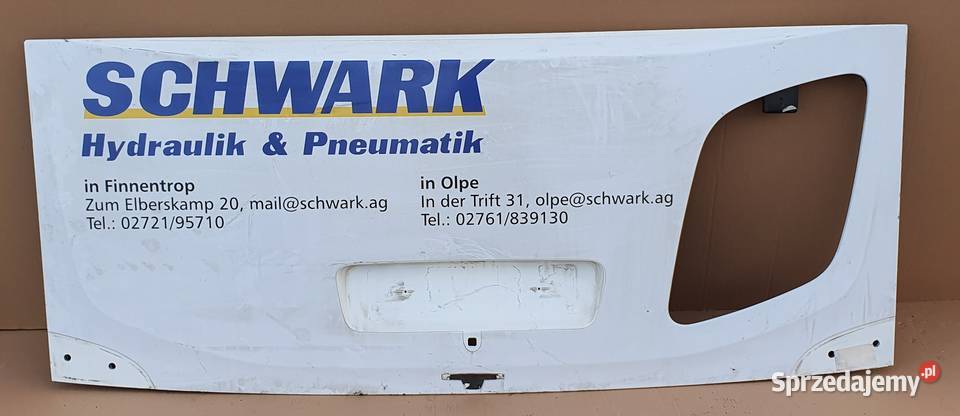 SCHWARK
Hydraulik & Pneumatik
in Finnentrop
Zum Elberskamp 20, mail@schwark.ag
Tel.: 02721/95710
in Olpe
In der Trift 31, olpe@schwark.ag
Tel.: 02761/839130
Sprzedajemy.pl